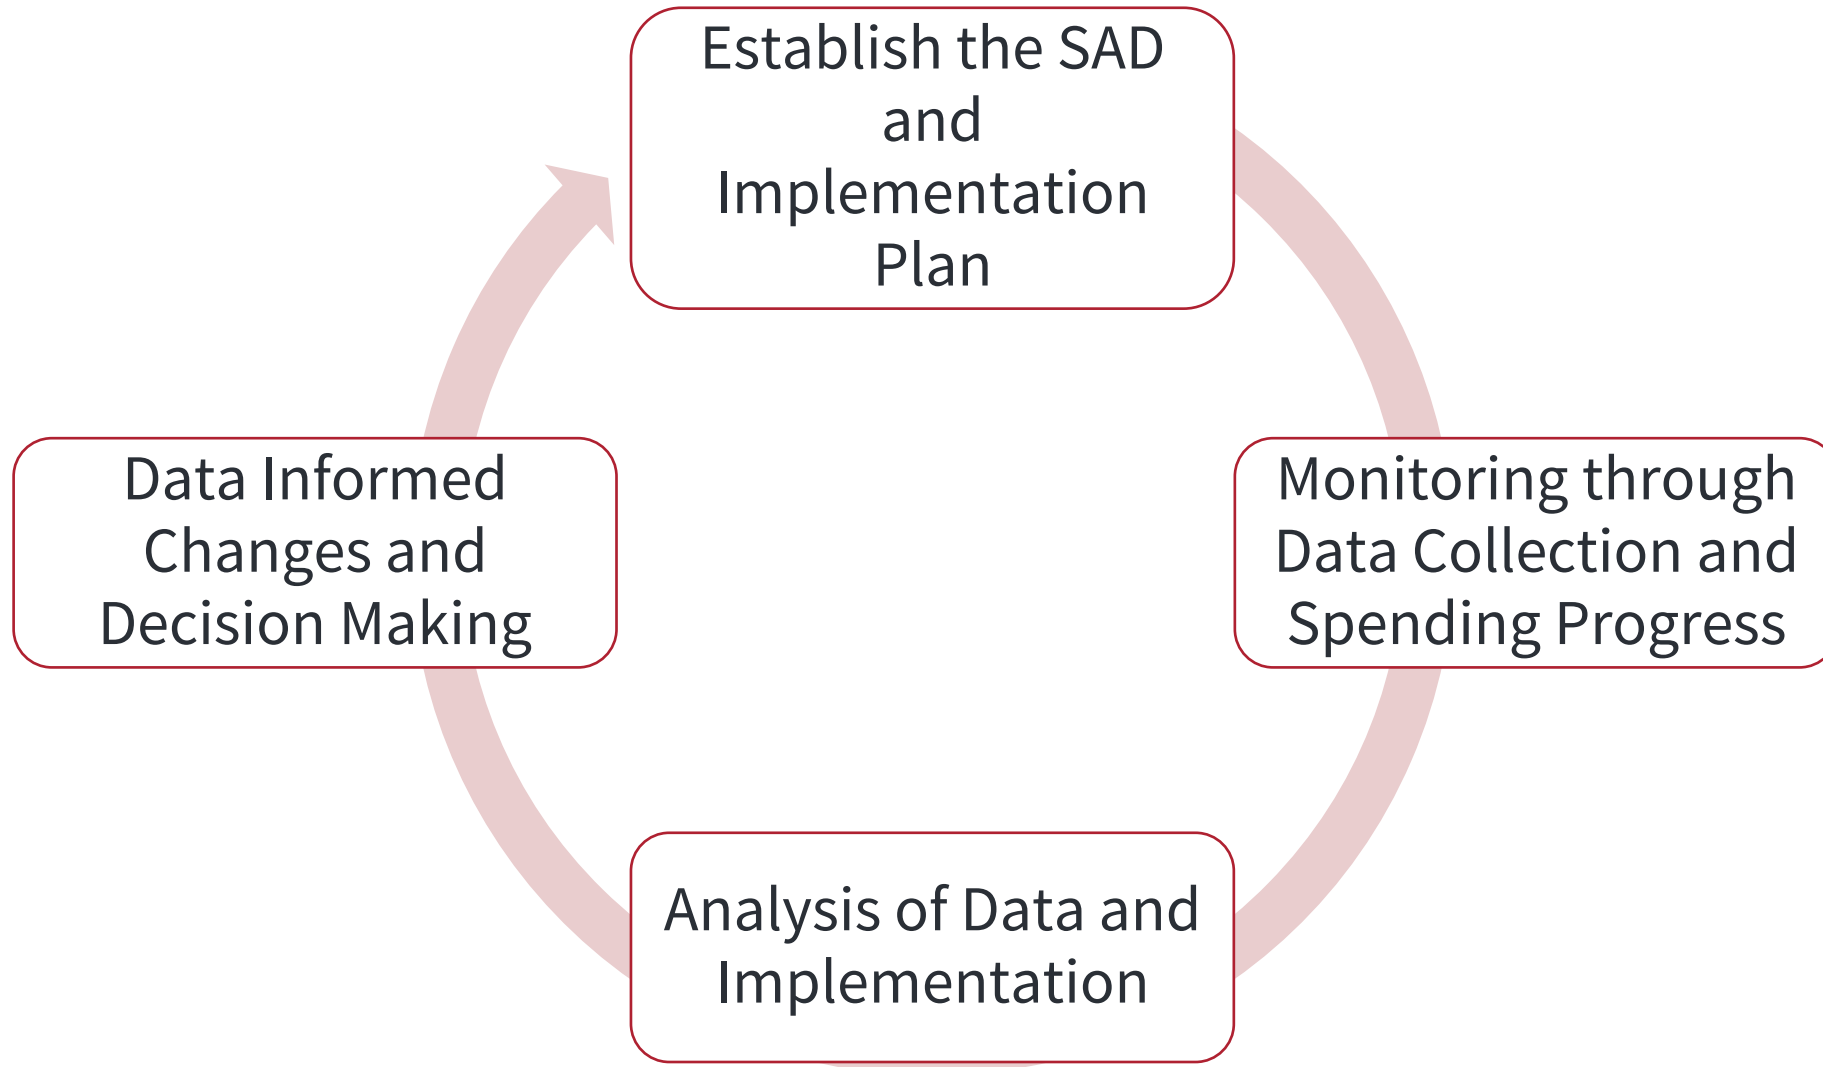 Establish the SAD
and
Implementation
Plan
Monitoring through
Data Collection and
Spending Progress
Analysis of Data and
Implementation
Data Informed
Changes and
Decision Making